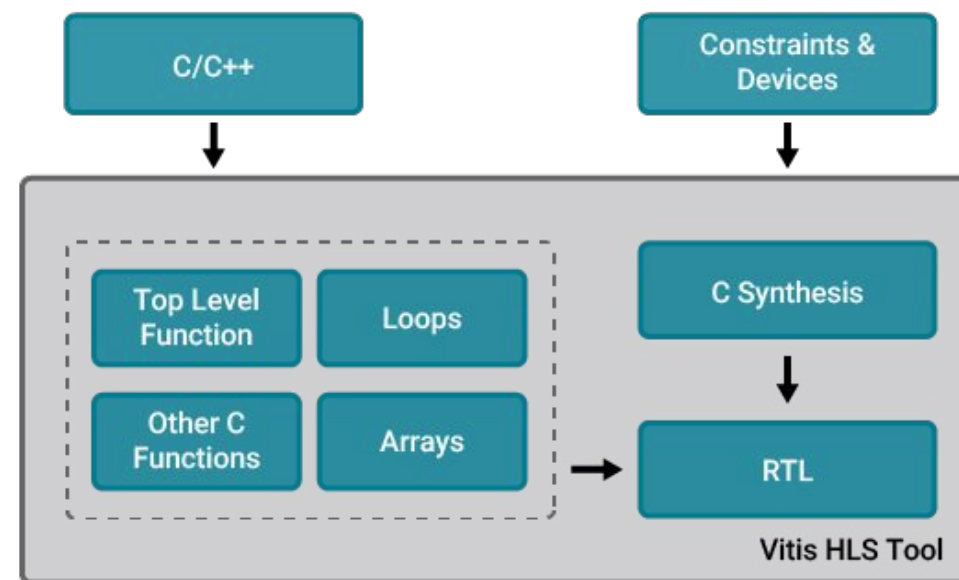 C/C++
Constraints &
Devices
Top Level
Function
Loops
C Synthesis
Other C
Functions
Arrays
RTL
Vitis HLS Tool